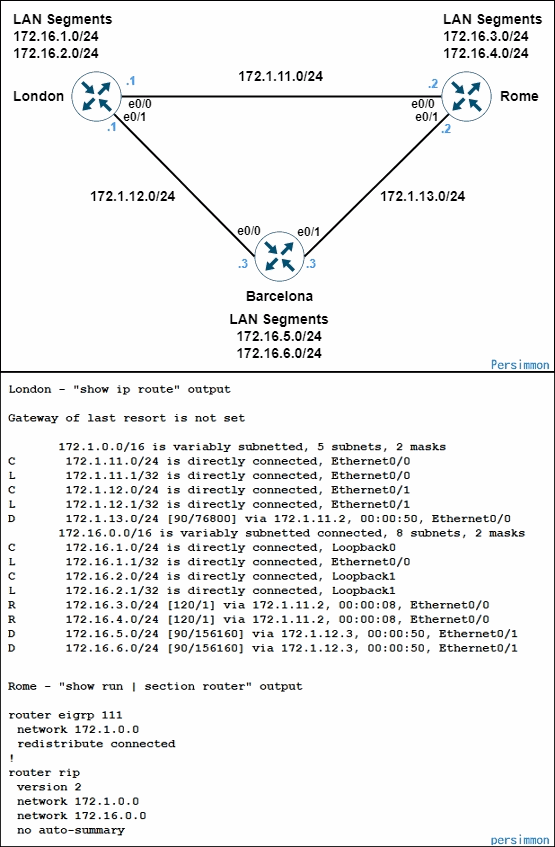 LAN Segments
172.16.1.0/24
172.16.2.0/24
LAN Segments
172.16.3.0/24
172.16.4.0/24
London
.1
172.1.11.0/24
.2
Rome
e0/0
e0/1
.1
e0/0
e0/1
.2
172.1.12.0/24
172.1.13.0/24
e0/0
e0/1
.3
.3
Barcelona
LAN Segments
172.16.5.0/24
172.16.6.0/24
Persimmon
London - "show ip route" output
Gateway of last resort is not set
172.1.0.0/16 is variably subnetted, 5 subnets, 2 masks
C 172.1.11.0/24 is directly connected, Ethernet0/0
L 172.1.11.1/32 is directly connected, Ethernet0/0
C 172.1.12.0/24 is directly connected, Ethernet0/1
L 172.1.12.1/32 is directly connected, Ethernet0/1
D 172.1.13.0/24 [90/76800] via 172.1.11.2, 00:00:50, Ethernet0/0
172.16.0.0/16 is variably subnetted connected, 8 subnets, 2 masks
C 172.16.1.0/24 is directly connected, Loopback0
L 172.16.1.1/32 is directly connected, Ethernet0/0
C 172.16.2.0/24 is directly connected, Loopback1
L 172.16.2.1/32 is directly connected, Loopback1
R 172.16.3.0/24 [120/1] via 172.1.11.2, 00:00:08, Ethernet0/0
R 172.16.4.0/24 [120/1] via 172.1.11.2, 00:00:08, Ethernet0/0
D 172.16.5.0/24 [90/156160] via 172.1.12.3, 00:00:50, Ethernet0/1
D 172.16.6.0/24 [90/156160] via 172.1.12.3, 00:00:50, Ethernet0/1
Rome - "show run | section router" output
router eigrp 111
network 172.1.0.0
redistribute connected
!
router rip
version 2
network 172.1.0.0
network 172.16.0.0
no auto-summary
persimmon